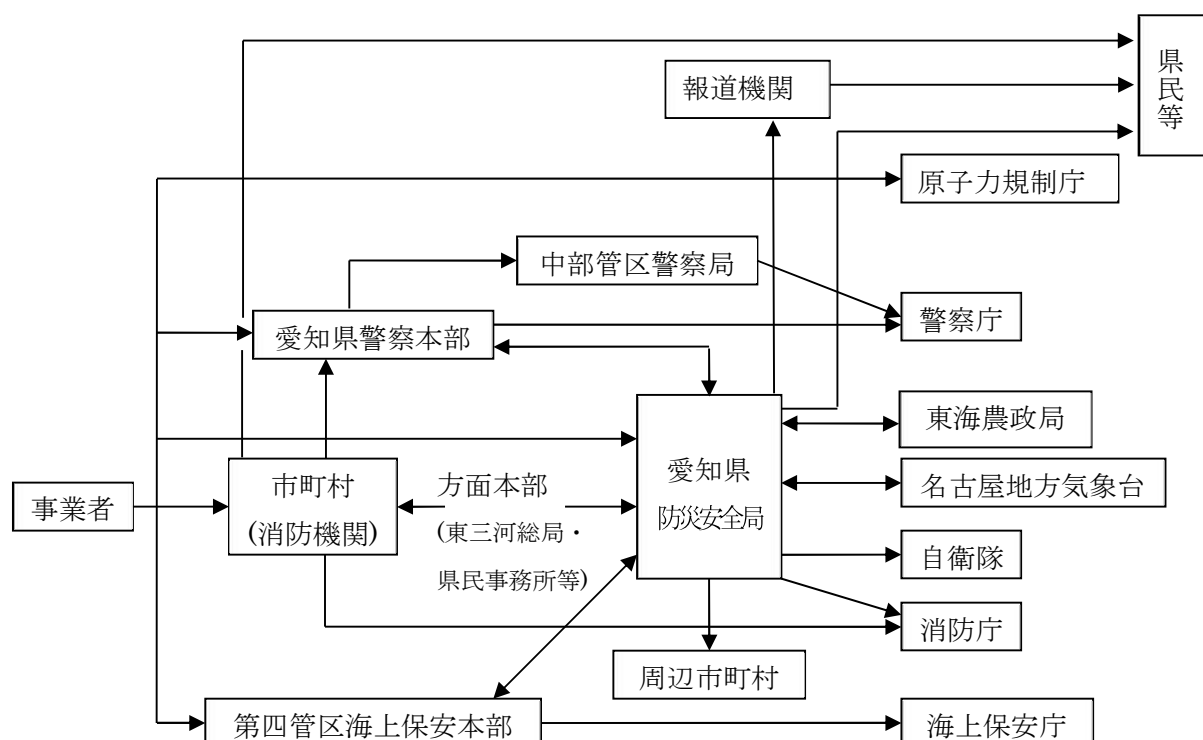 県民等
報道機関
原子力規制庁
中部管区警察局
警察庁
愛知県警察本部
東海農政局
愛知県
防災安全局
市町村
(消防機関)
方面本部
(東三河総局・
県民事務所等)
名古屋地方気象台
事業者
自衛隊
消防庁
周辺市町村
第四管区海上保安本部
海上保安庁